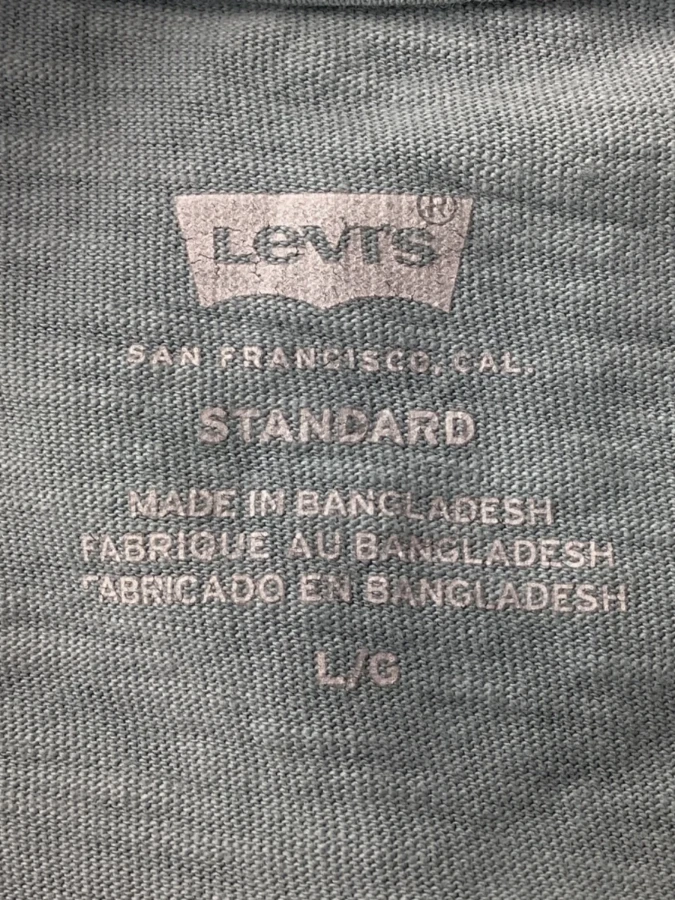 Levi's®
SAN FRANCISCO, CAL.
STANDARD
MADE IN BANGLADESH
FABRIQUE AU BANGLADESH
FABRICADO EN BANGLADESH
L/G